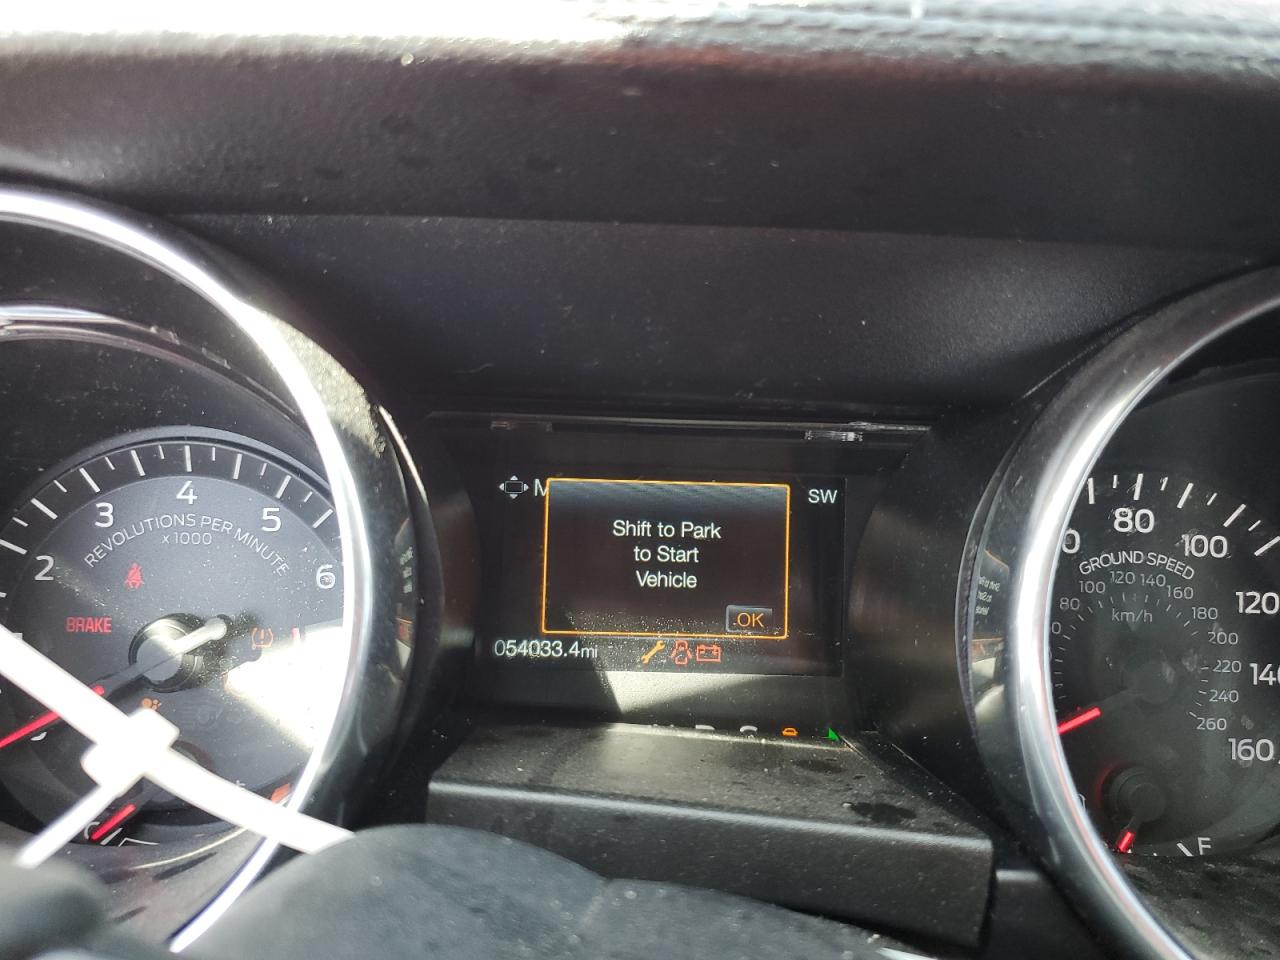 4
3
5
2
6
REVOLUTIONS PER MINUTE
x1000
BRAKE
M
SW
Shift to Park
to Start
Vehicle
OK
054033.4mi
80
100
120
140
160
GROUND SPEED
80
100
120
140
160
180
200
220
240
260
km/h
F